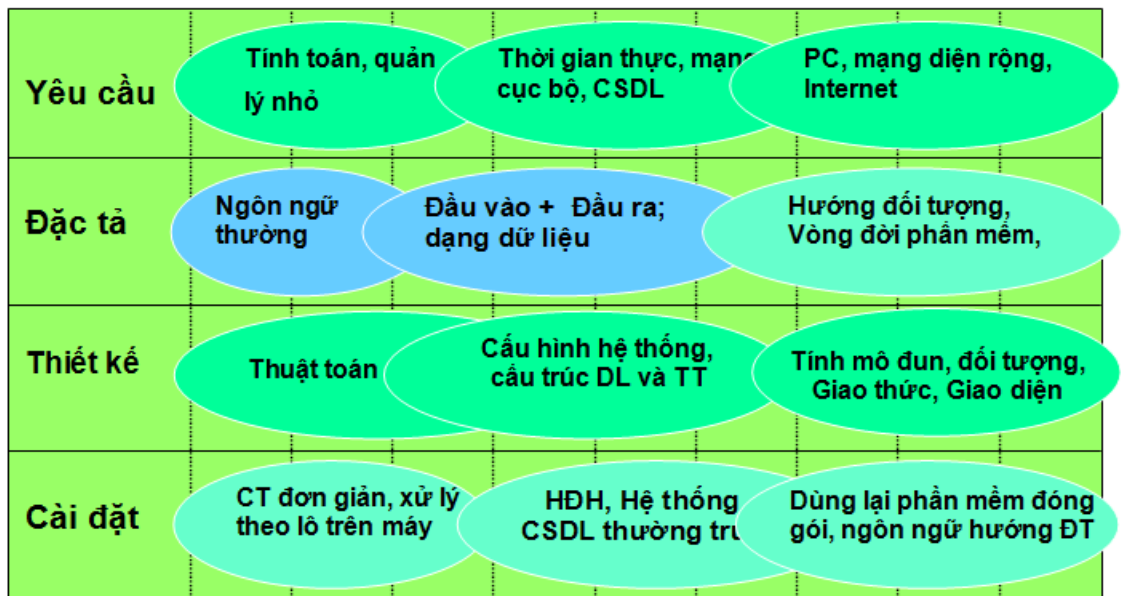 Yêu cầu
Tính toán, quản
lý nhỏ
Thời gian thực, mạng
cục bộ, CSDL
PC, mạng diện rộng,
Internet
Đặc tả
Ngôn ngữ
thường
Đầu vào + Đầu ra;
dạng dữ liệu
Hướng đối tượng,
Vòng đời phần mềm,
Thiết kế
Thuật toán
Cấu hình hệ thống,
cấu trúc DL và TT
Tính mô đun, đối tượng,
Giao thức, Giao diện
Cài đặt
CT đơn giản, xử lý
theo lô trên máy
HĐH, Hệ thống
CSDL thường
Dùng lại phần mềm đóng
gói, ngôn ngữ hướng ĐT